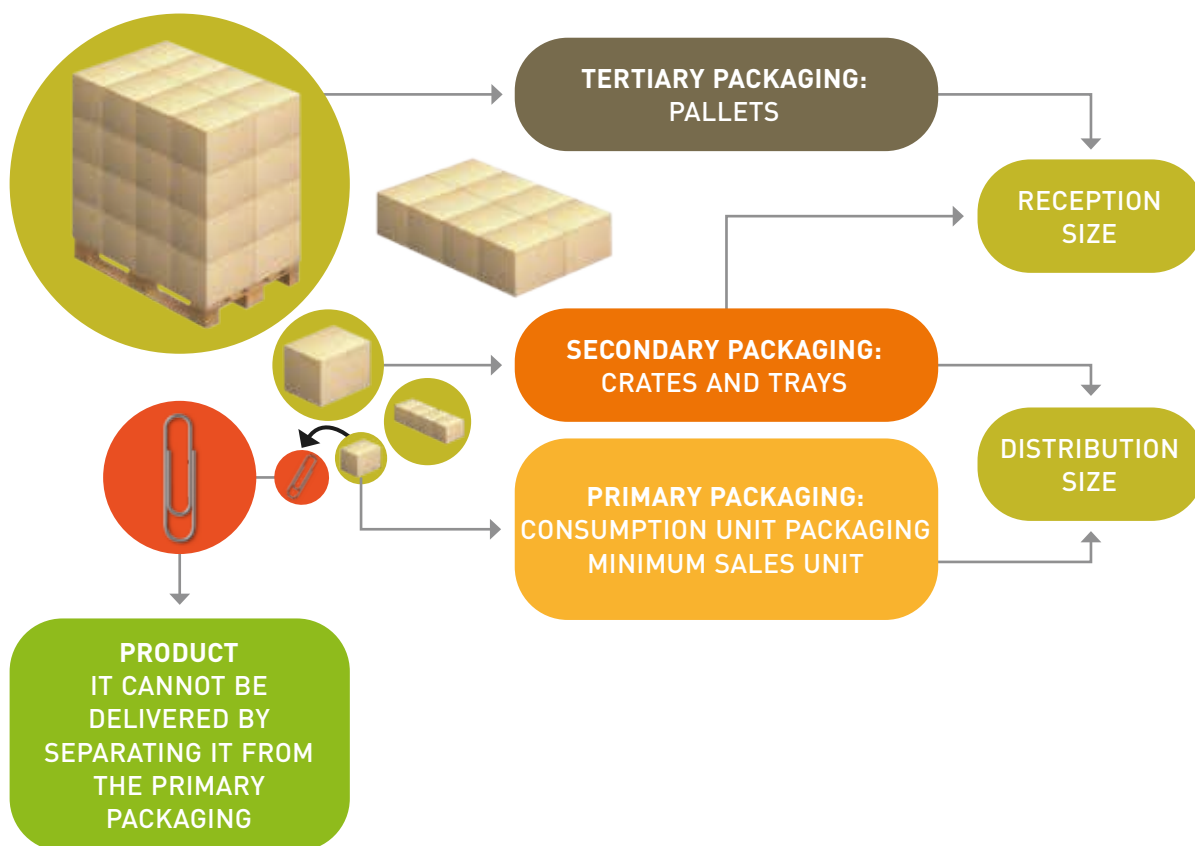 TERTIARY PACKAGING:
PALLETS
RECEPTION
SIZE
SECONDARY PACKAGING:
CRATES AND TRAYS
DISTRIBUTION
SIZE
PRIMARY PACKAGING:
CONSUMPTION UNIT PACKAGING
MINIMUM SALES UNIT
PRODUCT
IT CANNOT BE
DELIVERED BY
SEPARATING IT FROM
THE PRIMARY
PACKAGING